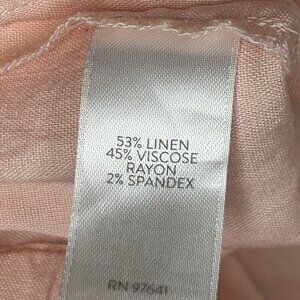 53% LINEN
45% VISCOSE
RAYON
2% SPANDEX
RN 97641